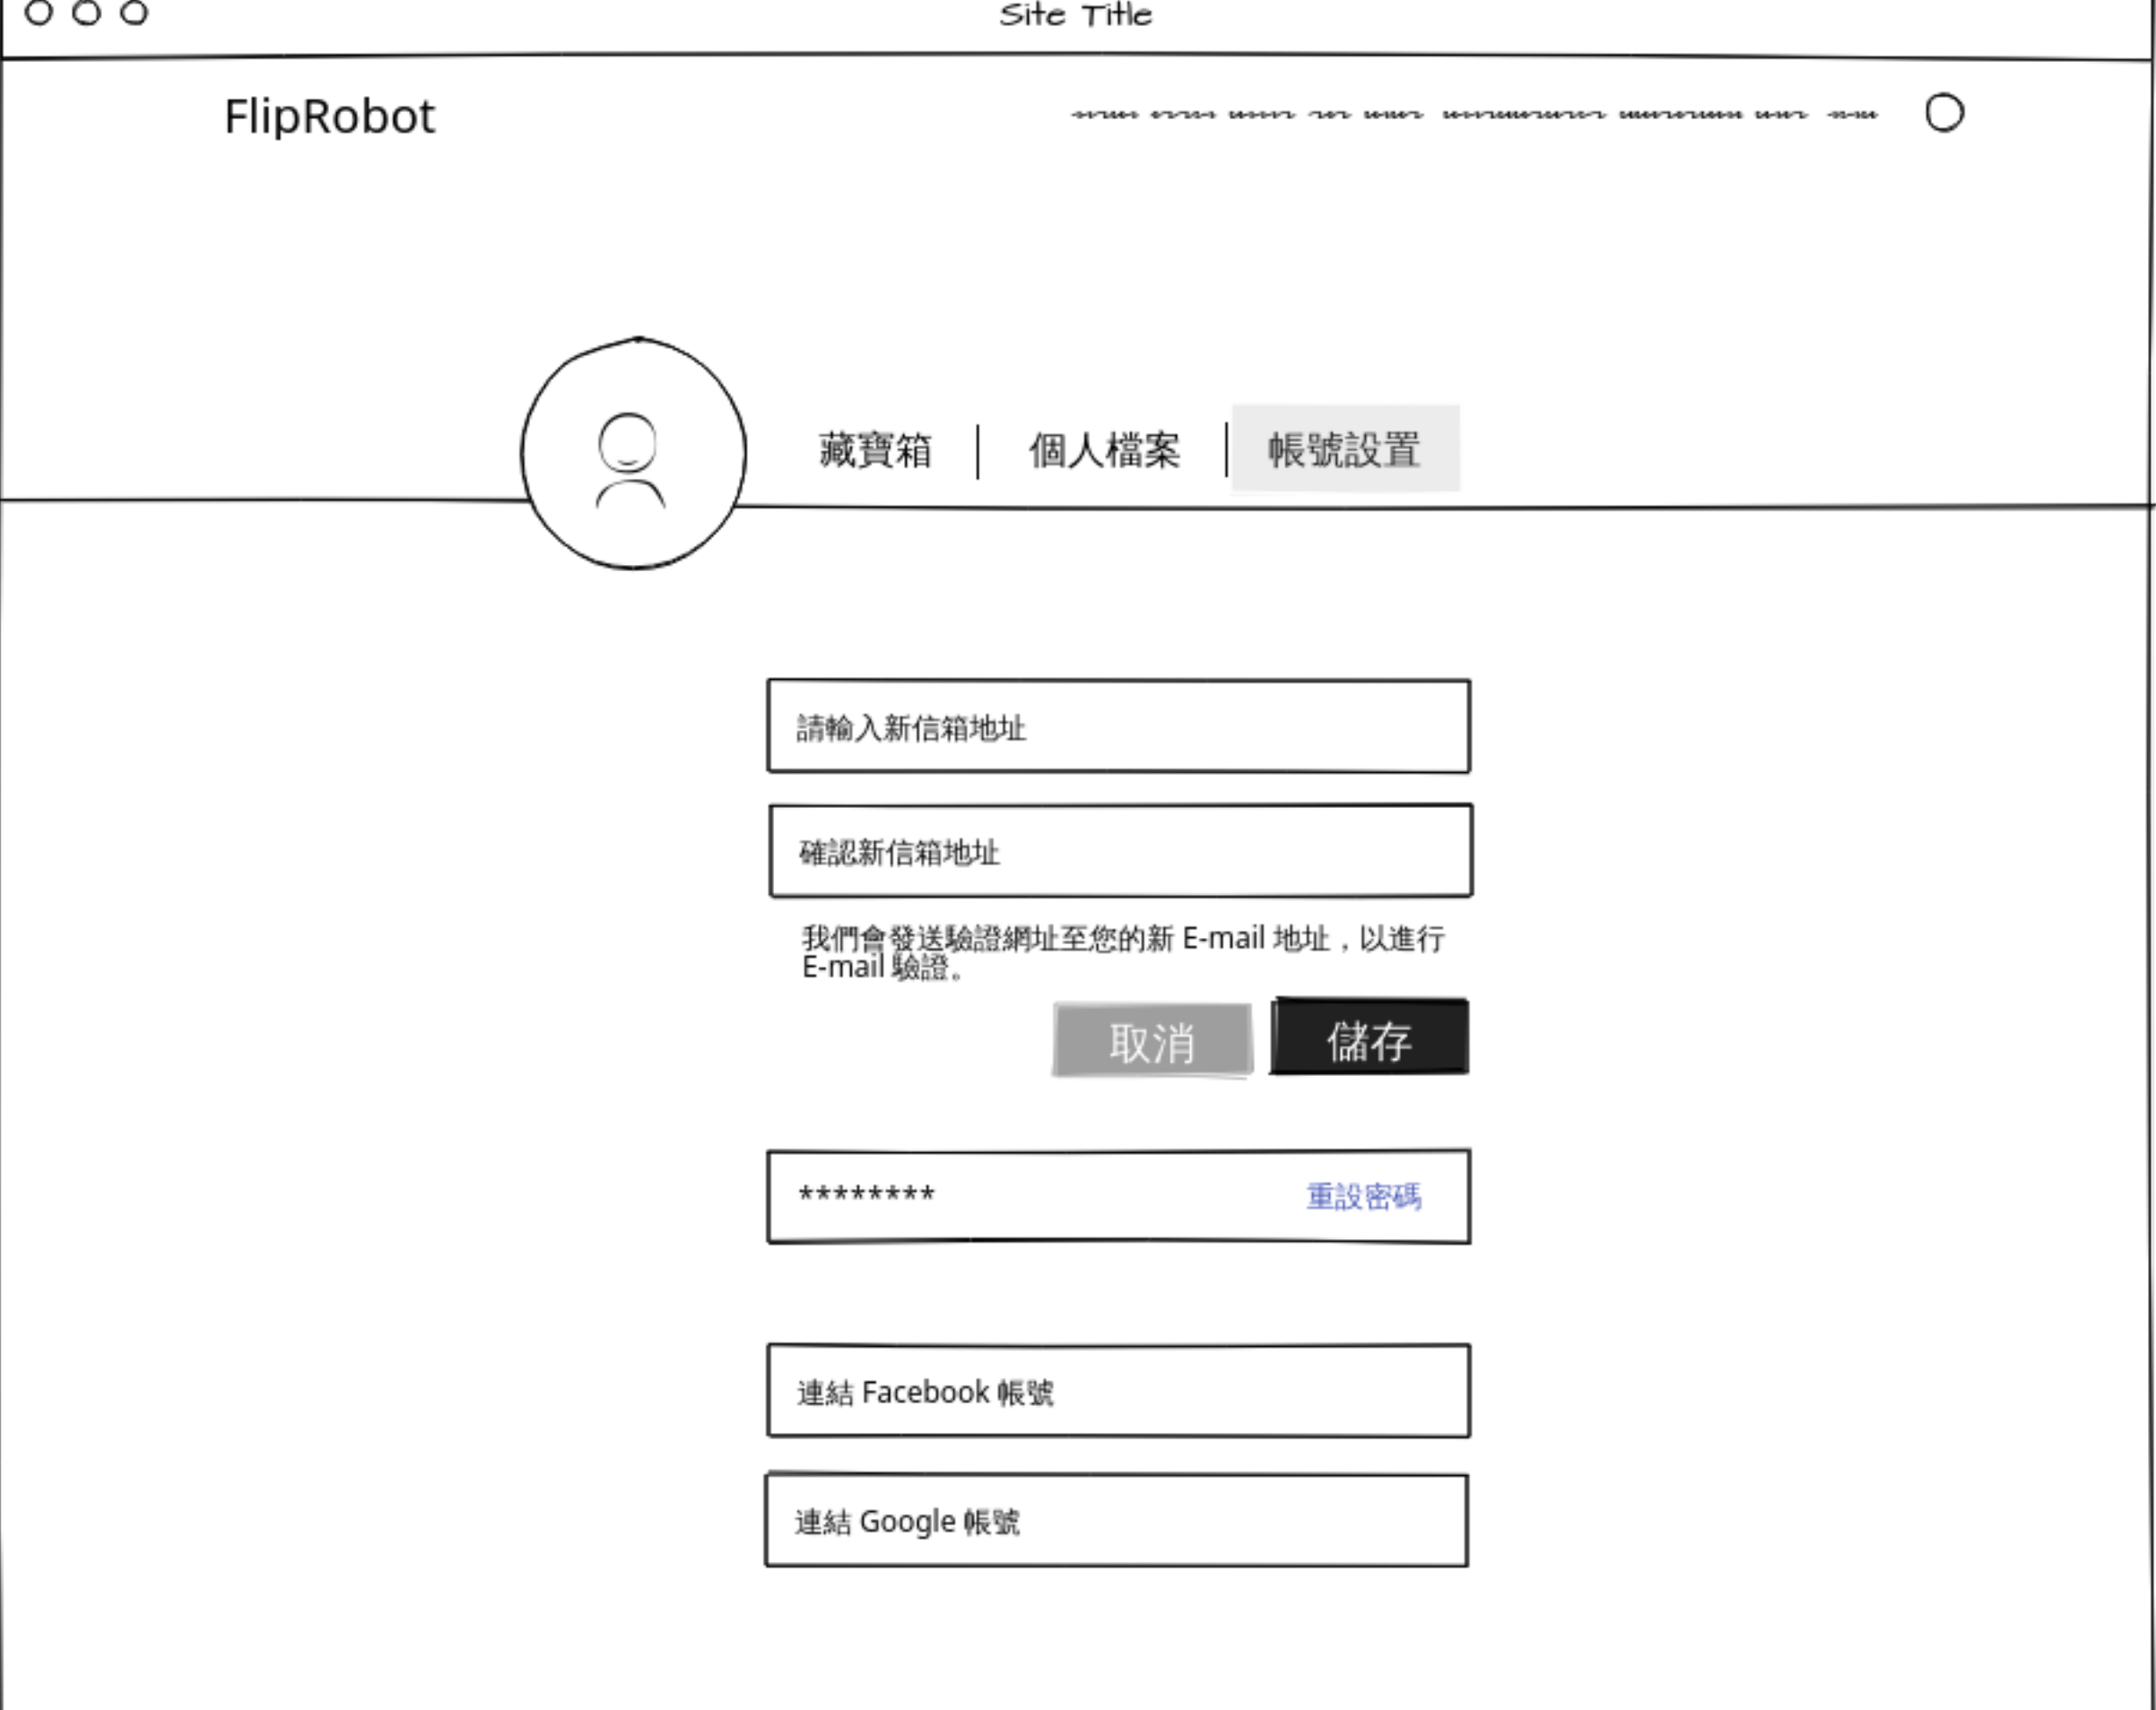 Site Title
FlipRobot
藏寶箱
個人檔案
帳號設置
請輸入新信箱地址
確認新信箱地址
我們會發送驗證網址至您的新 E-mail 地址，以進行
E-mail 驗證。
取消
儲存
********
重設密碼
連結 Facebook 帳號
連結 Google 帳號